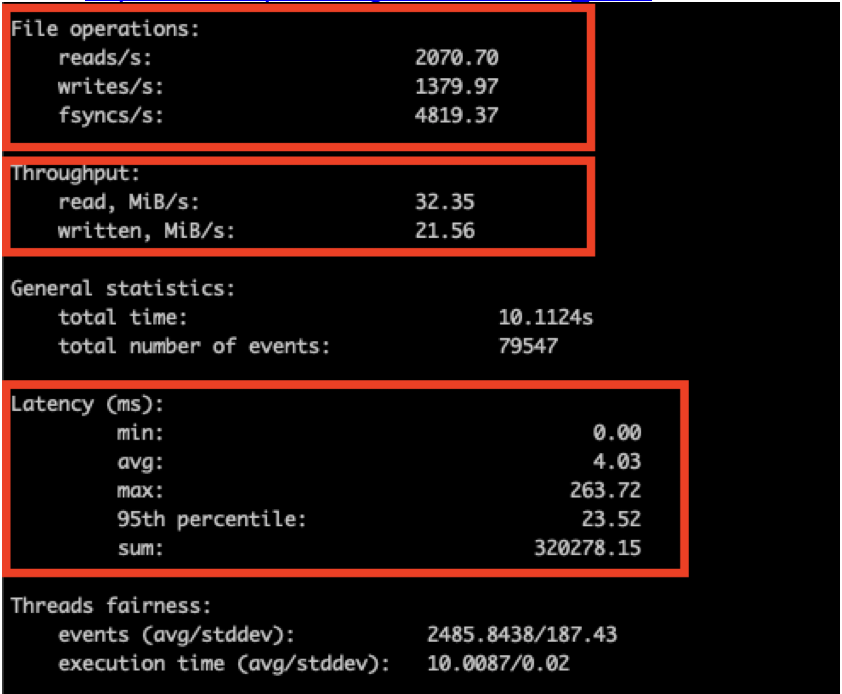 File operations:
reads/s: 2070.70
writes/s: 1379.97
fsyncs/s: 4819.37
Throughput:
read, MiB/s: 32.35
written, MiB/s: 21.56
General statistics:
total time: 10.1124s
total number of events: 79547
Latency (ms):
min: 0.00
avg: 4.03
max: 263.72
95th percentile: 23.52
sum: 320278.15
Threads fairness:
events (avg/stddev): 2485.8438/187.43
execution time (avg/stddev): 10.0087/0.02